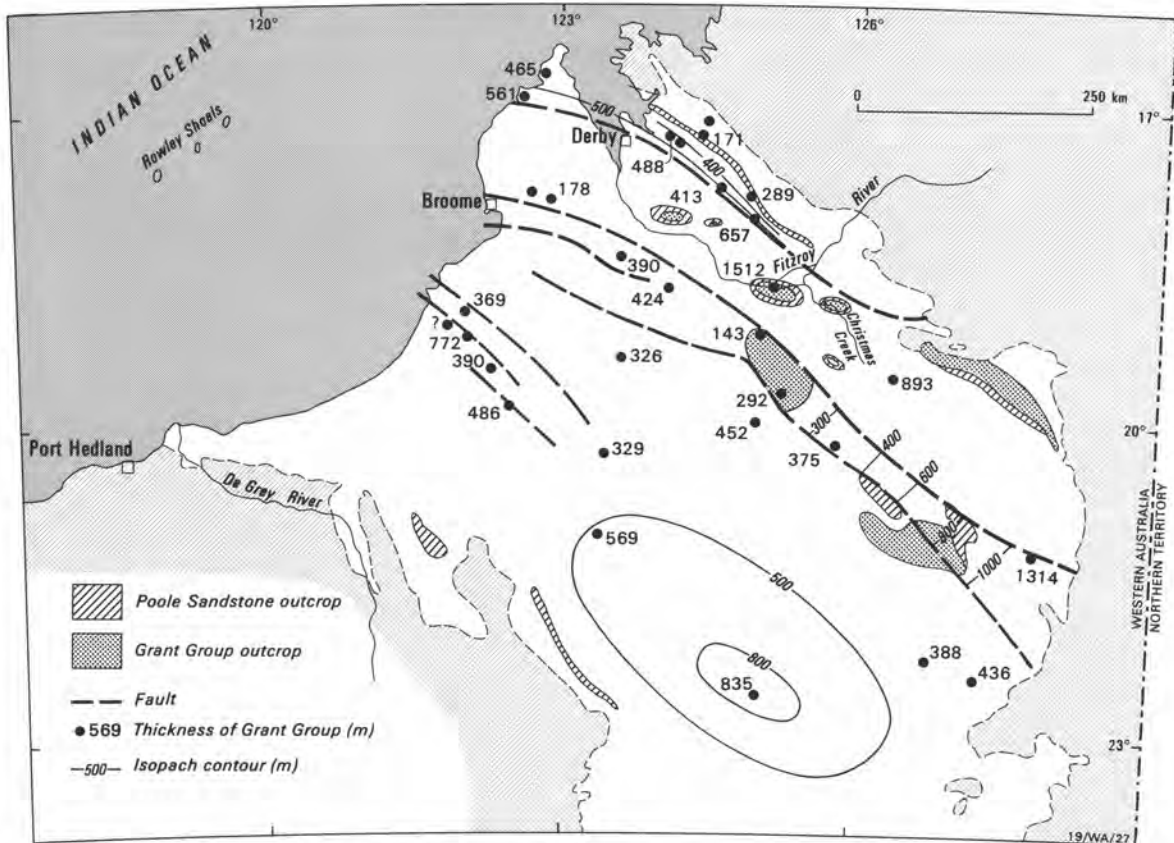 120°
123°
126°
INDIAN OCEAN
Rowley Shoals
465
561
500
Derby
488
400
171
0 250 km
17°
413
289
River
178
Broome
657
Fitzroy
390
1512
424
369
Christmas Creek
?
143
772
326
390
893
486
292
452
300
375
400
20°
Port Hedland
329
600
De Grey River
569
800
500
1000
1314
WESTERN AUSTRALIA
NORTHERN TERRITORY
800
388
835
436
Poole Sandstone outcrop
Grant Group outcrop
Fault
569 Thickness of Grant Group (m)
500 Isopach contour (m)
23°
19/WA/27